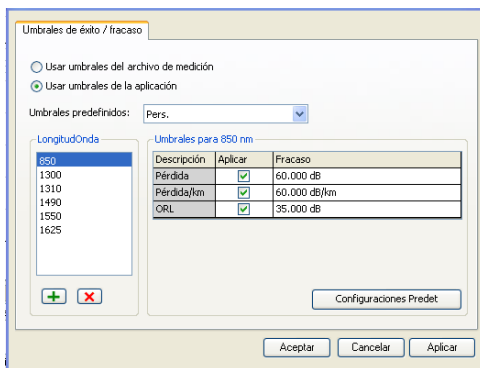 Umbrales de éxito / fracaso
Usar umbrales del archivo de medición
Usar umbrales de la aplicación
Umbrales predefinidos: Pers.
LongitudOnda
850
1300
1310
1490
1550
1625
Umbrales para 850 nm
Descripción Aplicar Fracaso
Pérdida 60.000 dB
Pérdida/km 60.000 dB/km
ORL 35.000 dB
Configuraciones Predet
Aceptar Cancelar Aplicar